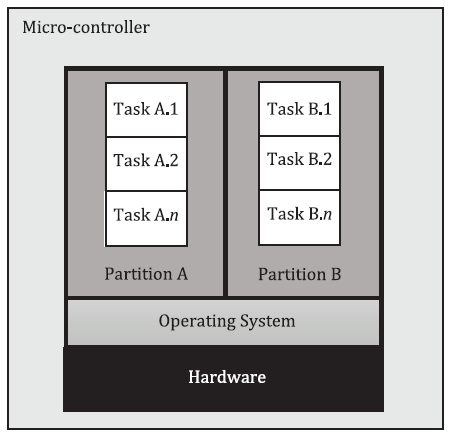 Micro-controller
Task A.1
Task B.1
Task A.2
Task B.2
Task A.n
Task B.n
Partition A
Partition B
Operating System
Hardware